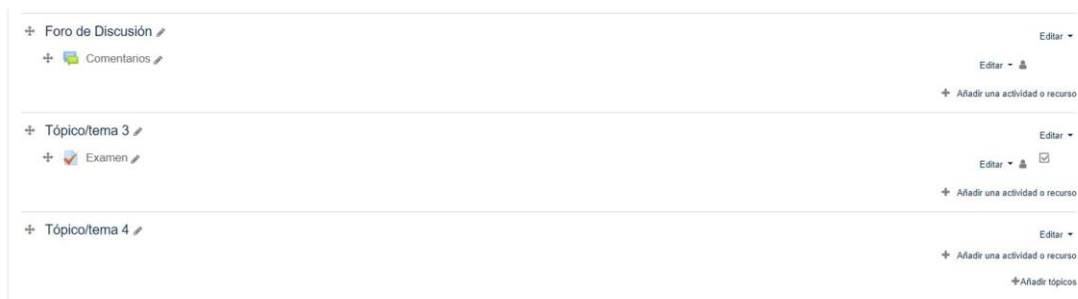 Foro de Discusión
Editar
Comentarios
Editar
Añadir una actividad o recurso
Tópico/tema 3
Editar
Examen
Editar
Añadir una actividad o recurso
Tópico/tema 4
Editar
Añadir una actividad o recurso
Añadir tópicos